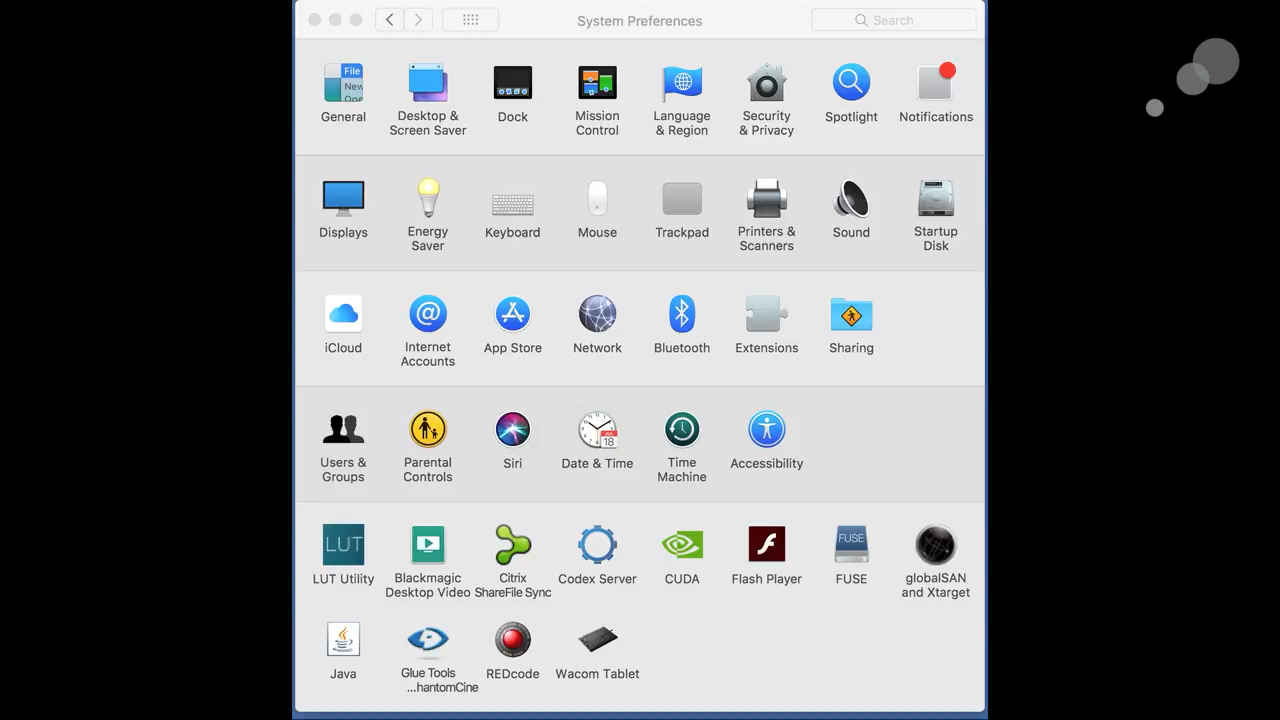 System Preferences
Search
File
New
Ope
General
Desktop &
Screen Saver
Dock
Mission
Control
Language
& Region
Security
& Privacy
Spotlight
Notifications
Displays
Energy
Saver
Keyboard
Mouse
Trackpad
Printers &
Scanners
Sound
Startup
Disk
iCloud
@
Internet
Accounts
App Store
Network
Bluetooth
Extensions
Sharing
Users &
Groups
Parental
Controls
Siri
JUL
18
Date & Time
Time
Machine
Accessibility
LUT
LUT Utility
Blackmagic
Desktop Video
Citrix
ShareFile Sync
Codex Server
CUDA
Flash Player
FUSE
FUSE
globalSAN
and Xtarget
Java
Glue Tools
...hantomCine
REDcode
Wacom Tablet